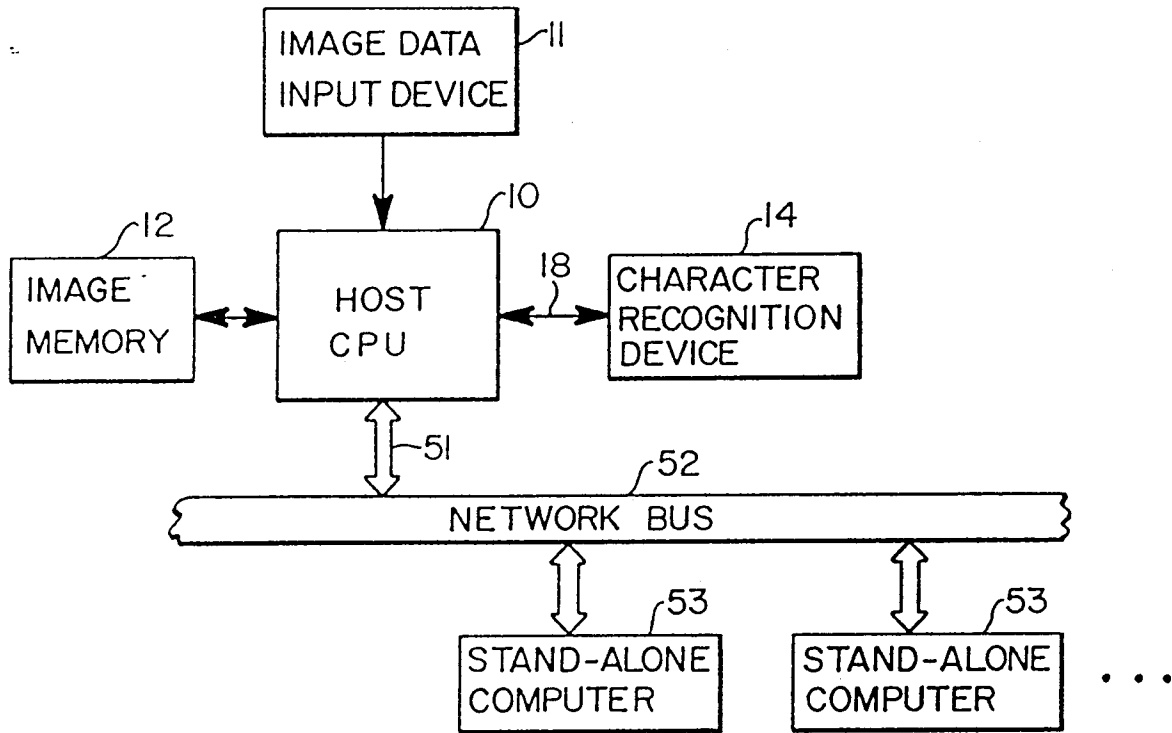 IMAGE DATA
INPUT DEVICE
11
10
12
14
IMAGE
MEMORY
HOST
CPU
18
CHARACTER
RECOGNITION
DEVICE
51
52
NETWORK BUS
53
53
STAND-ALONE
COMPUTER
STAND-ALONE
COMPUTER
. . .